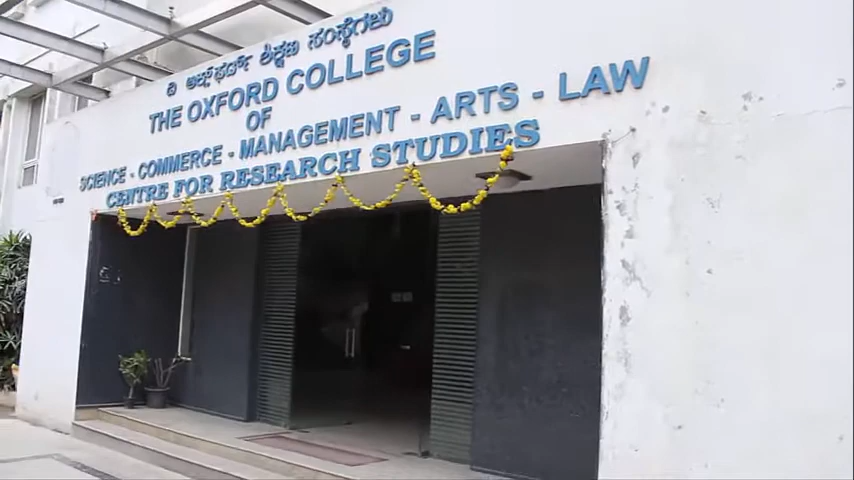 ದಿ ಆಕ್ಸ್‌ಫರ್ಡ್ ಶಿಕ್ಷಣ ಸಂಸ್ಥೆಗಳು
THE OXFORD COLLEGE
of
SCIENCE - COMMERCE - MANAGEMENT - ARTS - LAW
CENTRE FOR RESEARCH STUDIES